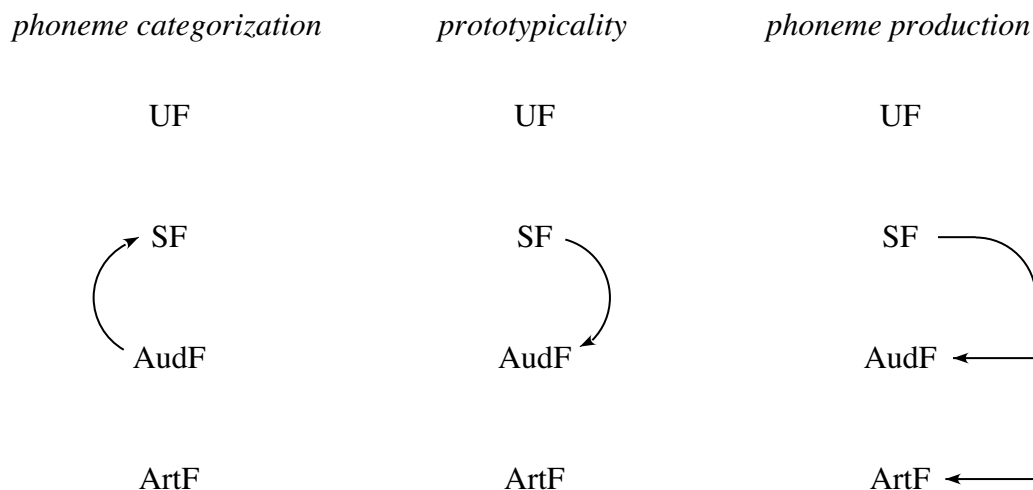 phoneme categorization prototypicality phoneme production
UF UF UF
SF SF SF
AudF AudF AudF
ArtF ArtF ArtF